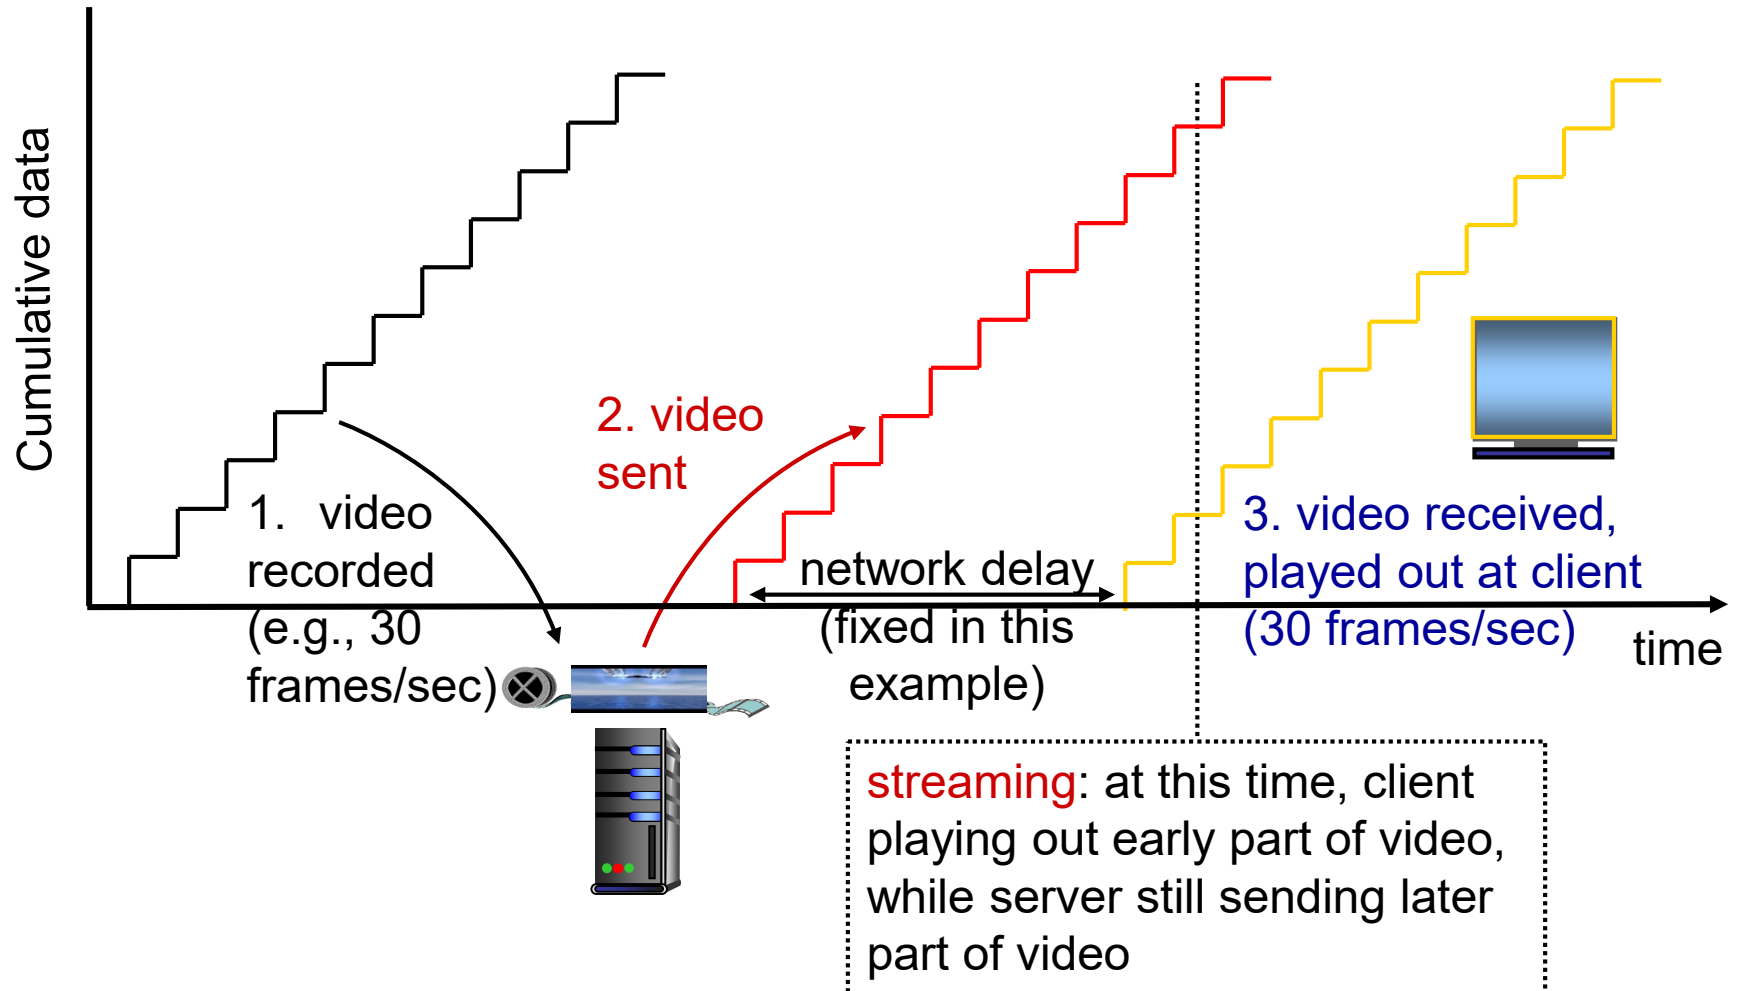 Cumulative data
1. video
recorded
(e.g., 30
frames/sec)
2. video
sent
network delay
(fixed in this
example)
3. video received,
played out at client
(30 frames/sec)
time
streaming: at this time, client
playing out early part of video,
while server still sending later
part of video